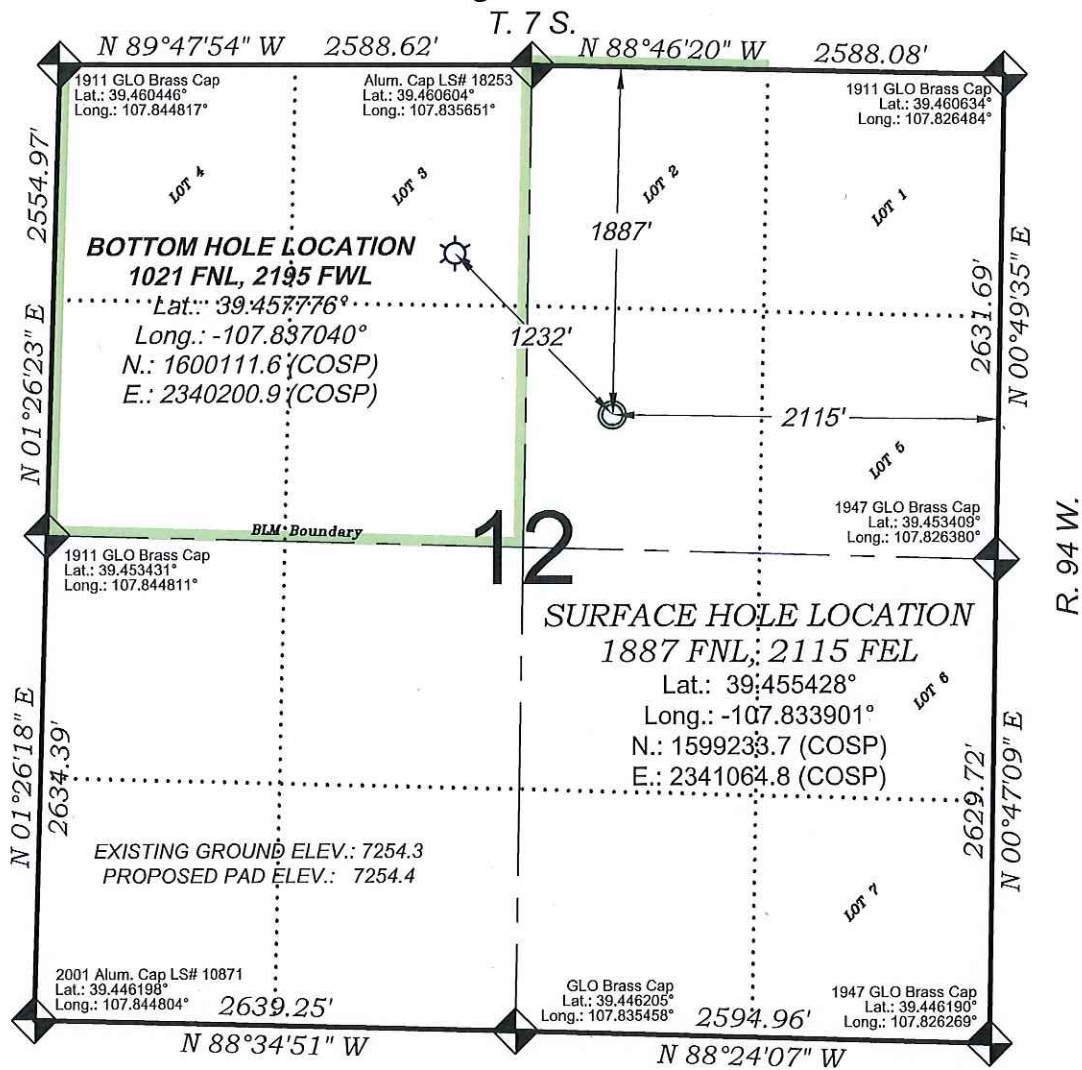 T. 7 S.
N 89°47'54" W 2588.62'
N 88°46'20" W 2588.08'
1911 GLO Brass Cap
Lat.: 39.460446°
Long.: 107.844817°
Alum. Cap LS# 18253
Lat.: 39.460604°
Long.: 107.835651°
1911 GLO Brass Cap
Lat.: 39.460634°
Long.: 107.826484°
2554.97'
N 01°26'23" E
LOT 4
LOT 3
LOT 2
LOT 1
1887'
BOTTOM HOLE LOCATION
1021 FNL, 2195 FWL
Lat.: 39.457776°
Long.: -107.837040°
N.: 1600111.6 (COSP)
E.: 2340200.9 (COSP)
1232'
2631.69'
N 00°49'35" E
2115'
LOT 5
1947 GLO Brass Cap
Lat.: 39.453409°
Long.: 107.826380°
BLM Boundary
12
1911 GLO Brass Cap
Lat.: 39.453431°
Long.: 107.844811°
R. 94 W.
SURFACE HOLE LOCATION
1887 FNL, 2115 FEL
Lat.: 39.455428°
Long.: -107.833901°
N.: 1599233.7 (COSP)
E.: 2341064.8 (COSP)
LOT 6
N 01°26'18" E
2634.39'
2629.72'
N 00°47'09" E
EXISTING GROUND ELEV.: 7254.3
PROPOSED PAD ELEV.: 7254.4
LOT 7
2001 Alum. Cap LS# 10871
Lat.: 39.446198°
Long.: 107.844804°
GLO Brass Cap
Lat.: 39.446205°
Long.: 107.835458°
1947 GLO Brass Cap
Lat.: 39.446190°
Long.: 107.826269°
2639.25'
N 88°34'51" W
2594.96'
N 88°24'07" W